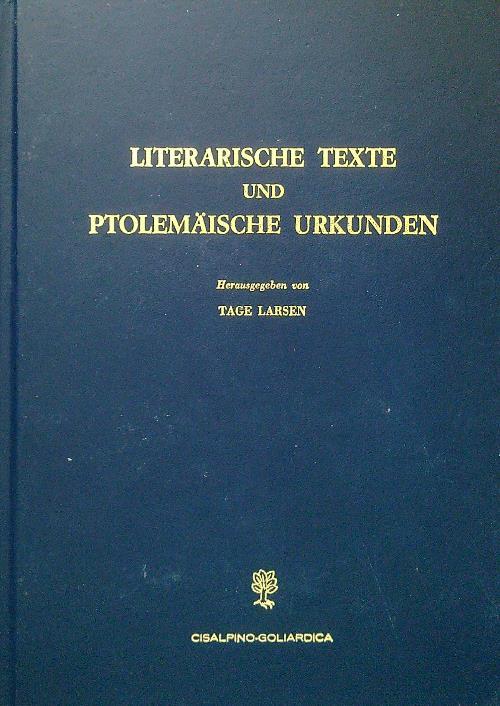 LITERARISCHE TEXTE
UND
PTOLEMÄISCHE URKUNDEN
Herausgegeben von
TAGE LARSEN
CISALPINO-GOLIARDICA